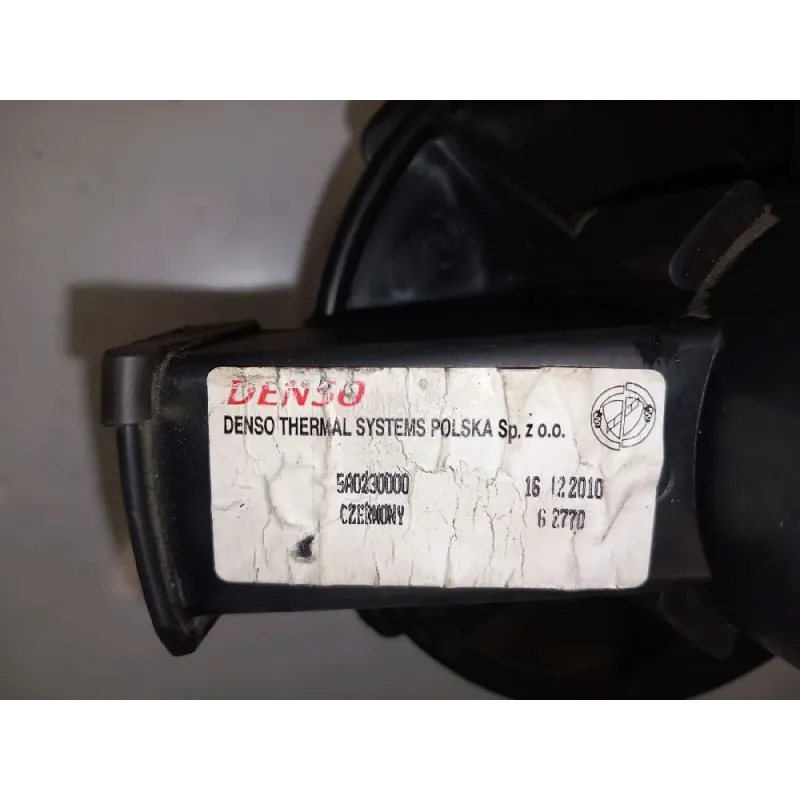 DENSO
DENSO THERMAL SYSTEMS POLSKA Sp. z o.o.
5A0230000 16 12 2010
CZERWONY 6 2770